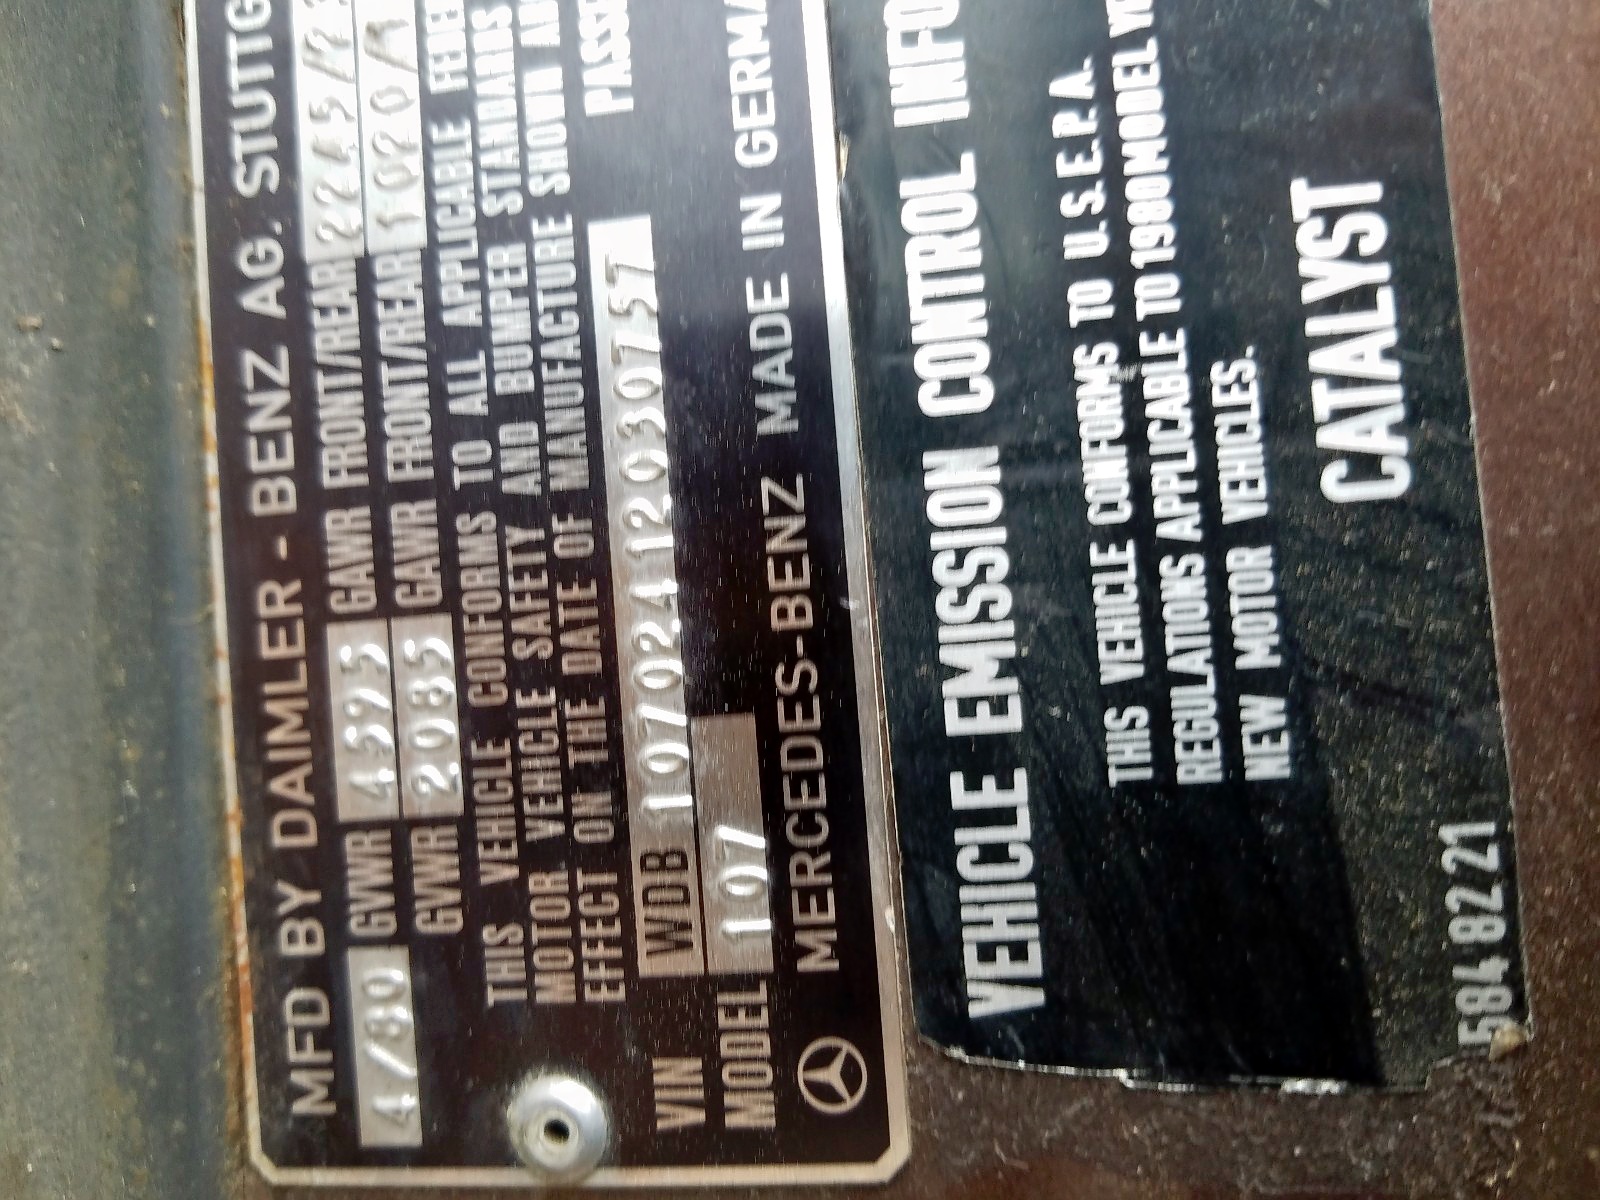 MFD BY DAIMLER - BENZ AG. STUTTG
4/80 GVWR 4595 GAWR FRONT/REAR 2245/
GVWR 2085 GAWR FRONT/REAR 1020/
THIS VEHICLE CONFORMS TO ALL APPLICABLE
MOTOR VEHICLE SAFETY AND BUMPER STANDARDS
EFFECT ON THE DATE OF MANUFACTURE SHOWN
PASSE
VIN WDB 10702412030757
MODEL 107
MERCEDES-BENZ MADE IN GERMA
VEHICLE EMISSION CONTROL INFO
THIS VEHICLE CONFORMS TO U.S.E.P.A.
REGULATIONS APPLICABLE TO 1980 MODEL
NEW MOTOR VEHICLES.
CATALYST
584 82 21